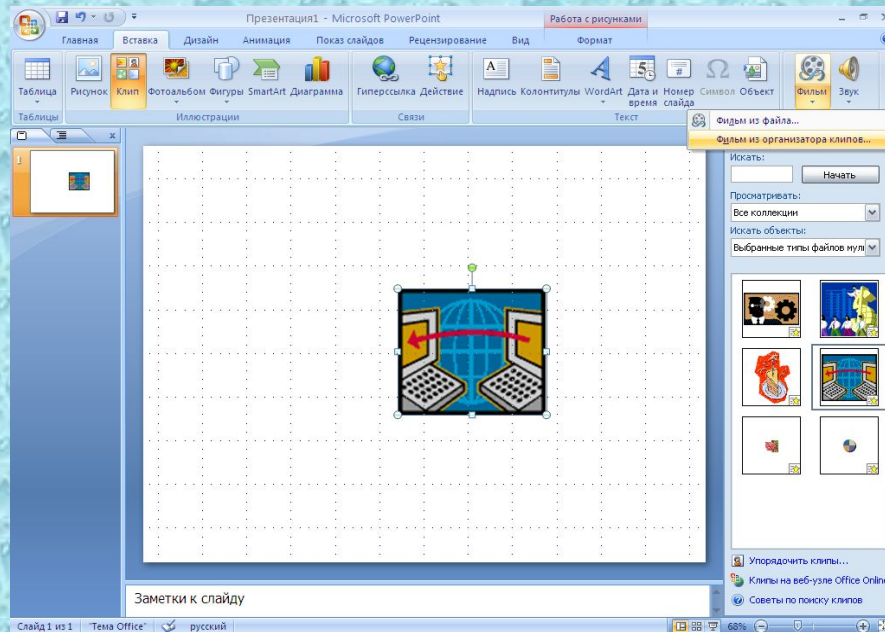 Презентация1 - Microsoft PowerPoint
Работа с рисунками
Главная Вставка Дизайн Анимация Показ слайдов Рецензирование Вид Формат
Таблица Рисунок Клип Фотоальбом Фигуры SmartArt Диаграмма Гиперссылка Действие Надпись Колонтитулы WordArt Дата и время Номер слайда Символ Объект Фильм Звук
Таблицы Иллюстрации Связи Текст
Фильм из файла...
Фильм из организатора клипов...
1
Искать:
Начать
Просматривать:
Все коллекции
Искать объекты:
Выбранные типы файлов мул
Упорядочить клипы...
Клипы на веб-узле Office Online
Советы по поиску клипов
Заметки к слайду
Слайд 1 из 1 "Тема Office" русский 68%